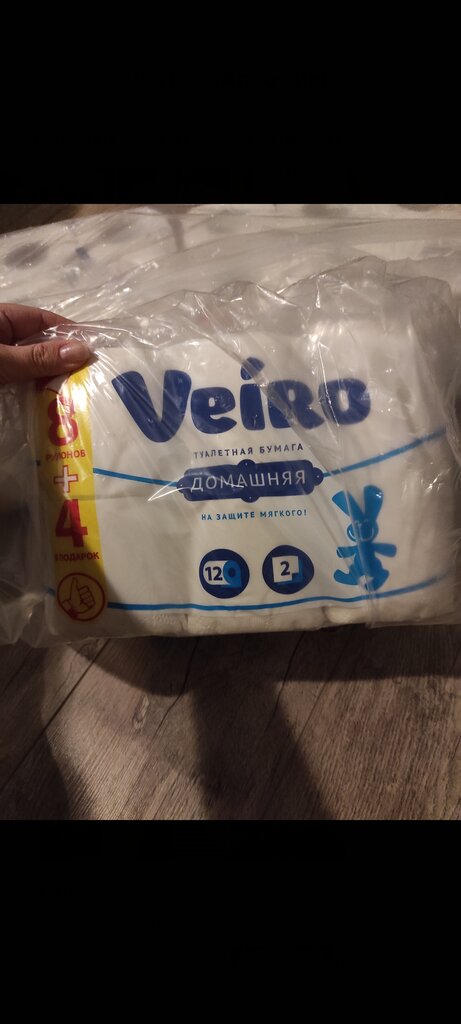 Veiro
ТУАЛЕТНАЯ БУМАГА
ДОМАШНЯЯ
НА ЗАЩИТЕ МЯГКОГО!
12
2
8
РУЛОНОВ
+
4
В ПОДАРОК